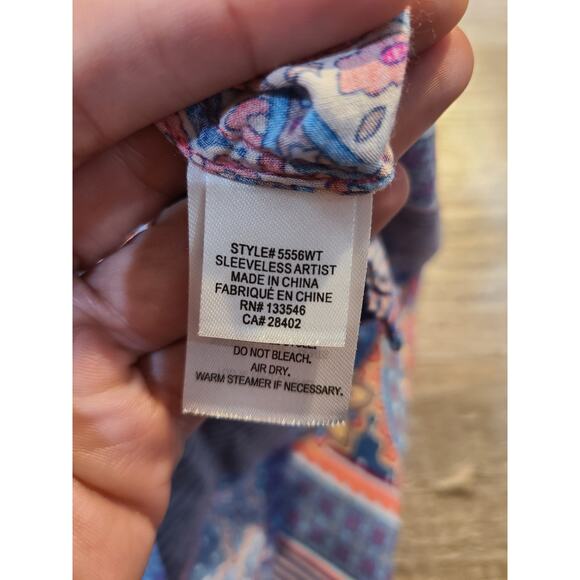 STYLE# 5556WT
SLEEVELESS ARTIST
MADE IN CHINA
FABRIQUÉ EN CHINE
RN# 133546
CA# 28402
DO NOT BLEACH.
AIR DRY.
WARM STEAMER IF NECESSARY.